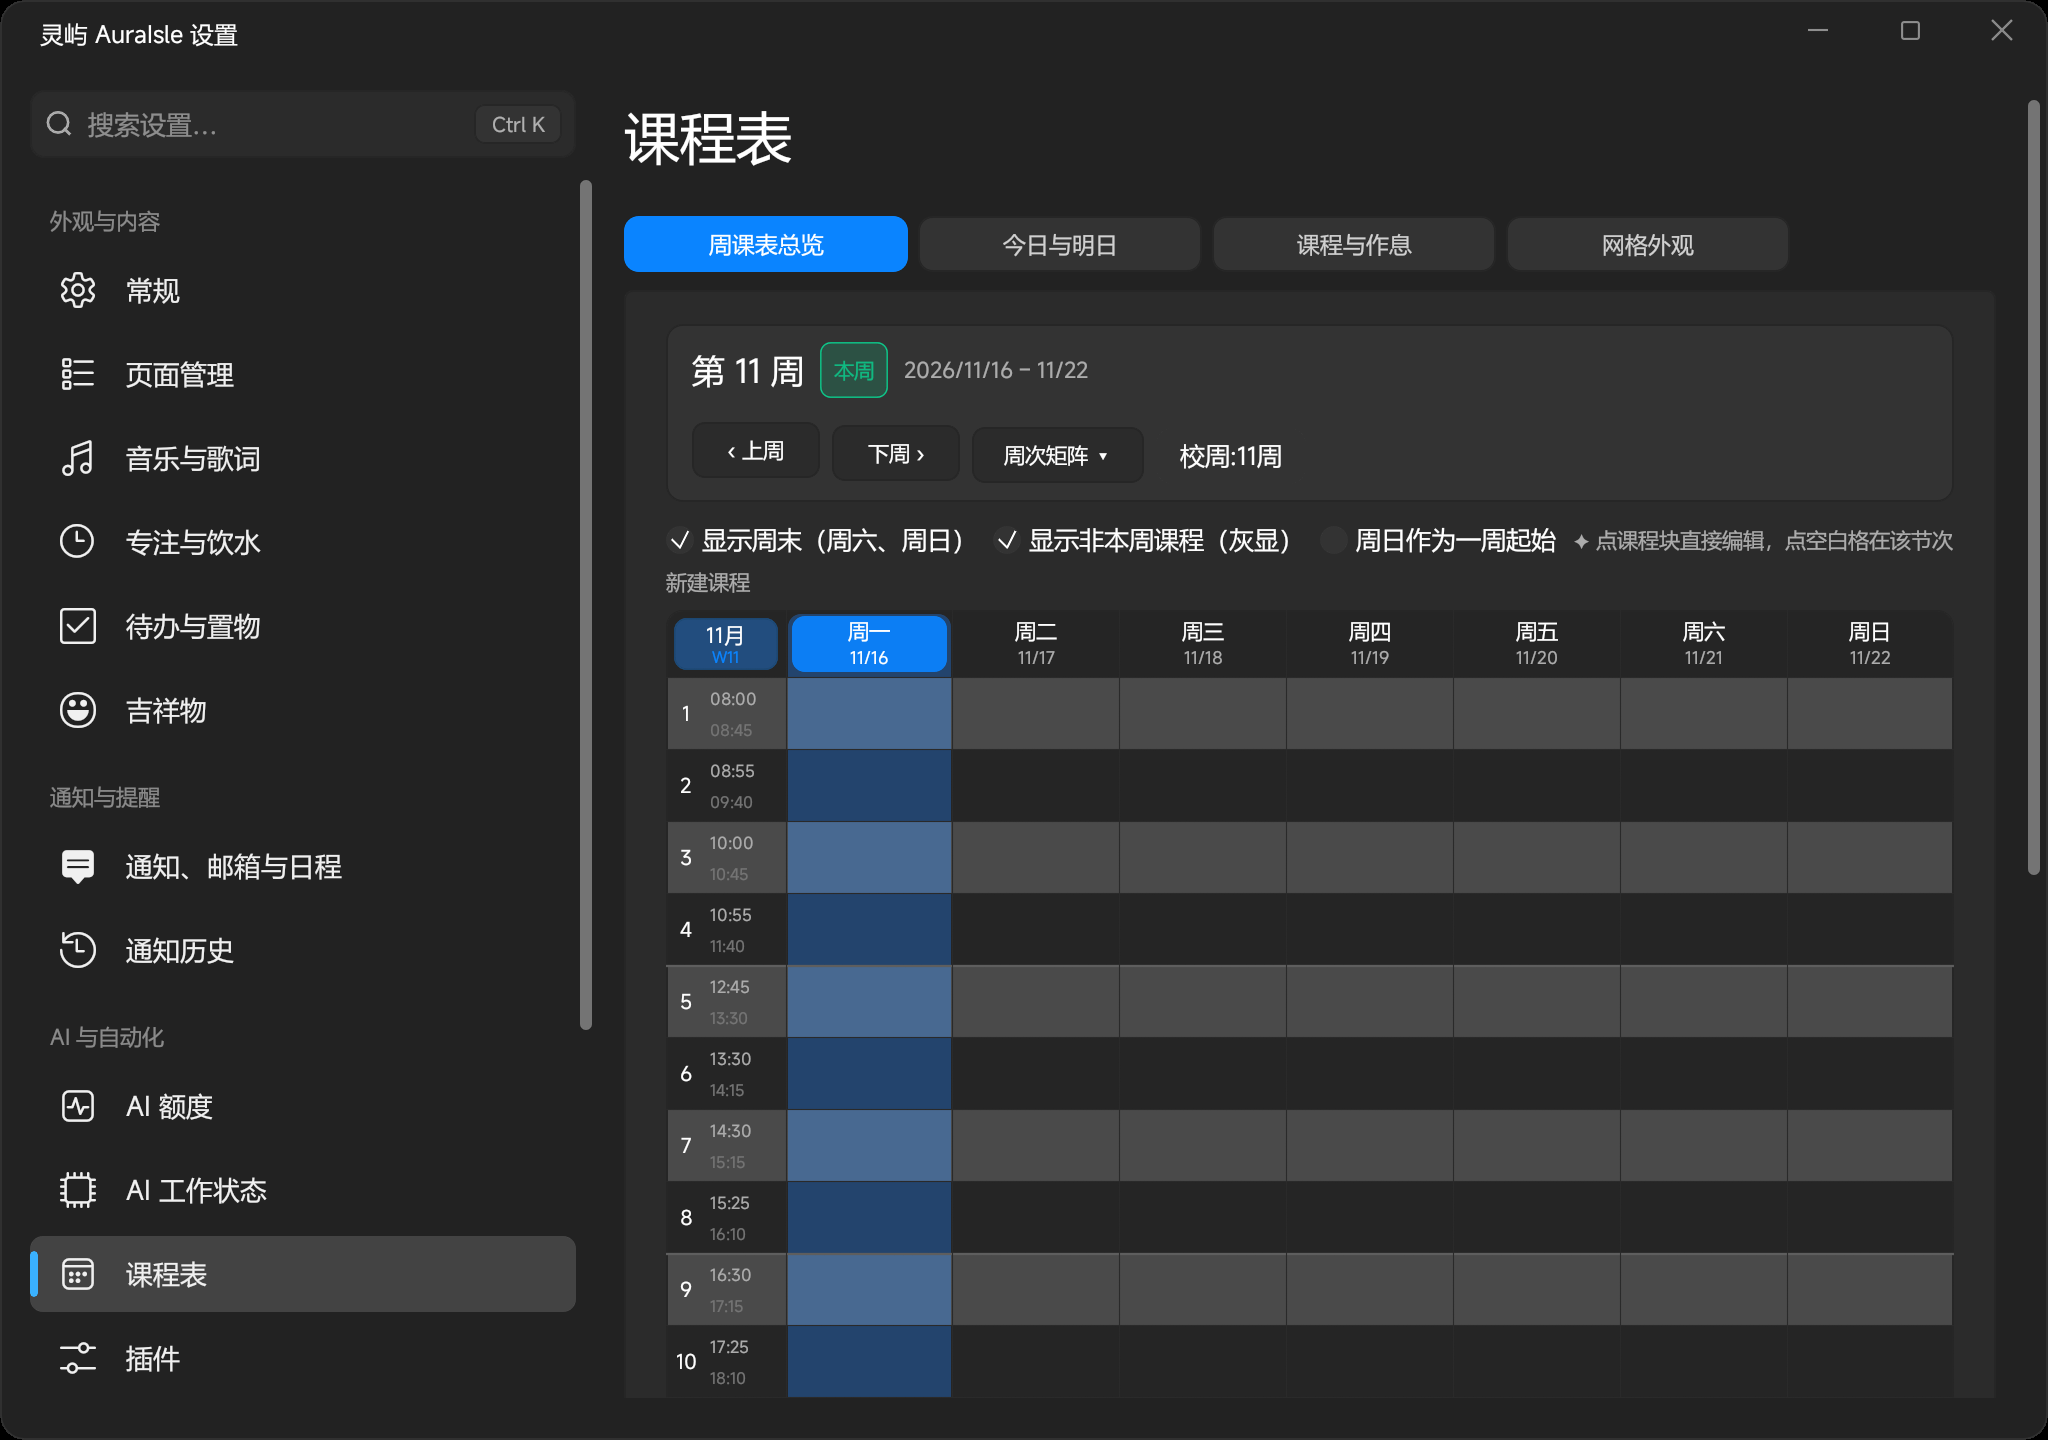 灵屿 AuraIsle 设置
搜索设置...
Ctrl K
外观与内容
常规
页面管理
音乐与歌词
专注与饮水
待办与置物
吉祥物
通知与提醒
通知、邮箱与日程
通知历史
AI 与自动化
AI 额度
AI 工作状态
课程表
插件
课程表
周课表总览
今日与明日
课程与作息
网格外观
第 11 周
本周
2026/11/16 – 11/22
‹ 上周
下周 ›
周次矩阵 ▾
校周:11周
显示周末（周六、周日）
显示非本周课程（灰显）
周日作为一周起始
✦ 点课程块直接编辑，点空白格在该节次
新建课程
11月
W11
周一
11/16
周二
11/17
周三
11/18
周四
11/19
周五
11/20
周六
11/21
周日
11/22
1
08:00
08:45
2
08:55
09:40
3
10:00
10:45
4
10:55
11:40
5
12:45
13:30
6
13:30
14:15
7
14:30
15:15
8
15:25
16:10
9
16:30
17:15
10
17:25
18:10